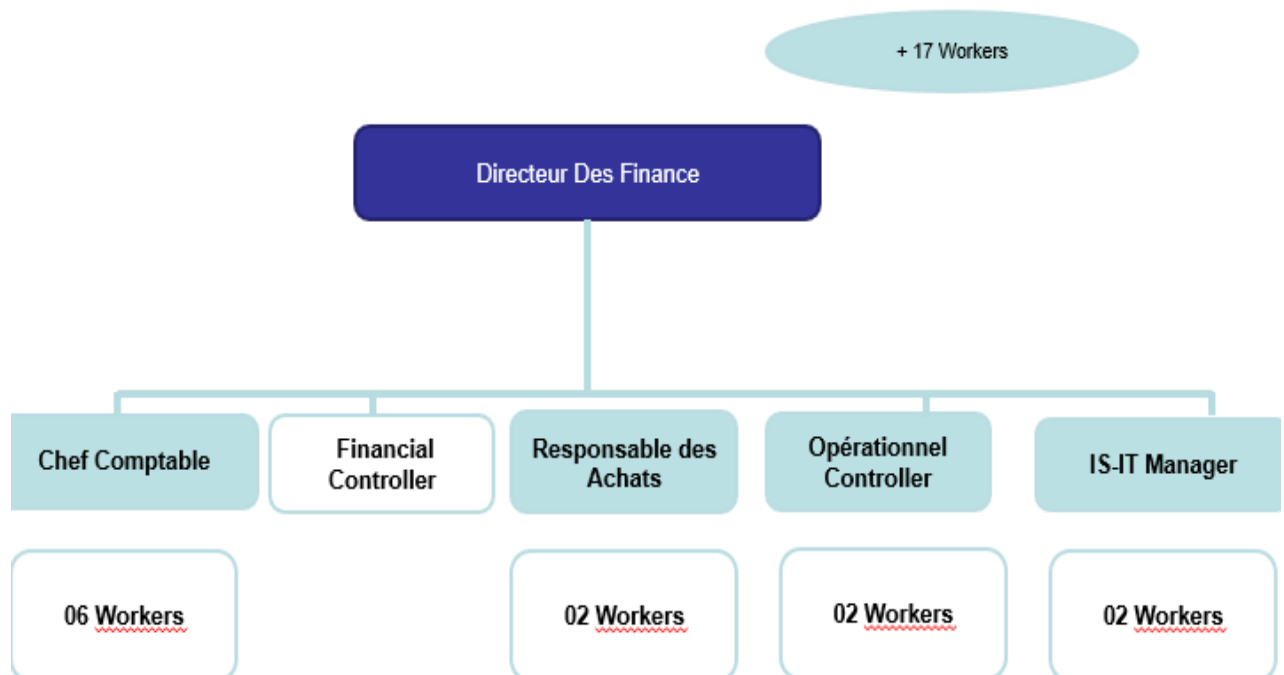 + 17 Workers
Directeur Des Finance
Chef Comptable
Financial
Controller
Responsable des
Achats
Opérationnel
Controller
IS-IT Manager
06 Workers
02 Workers
02 Workers
02 Workers